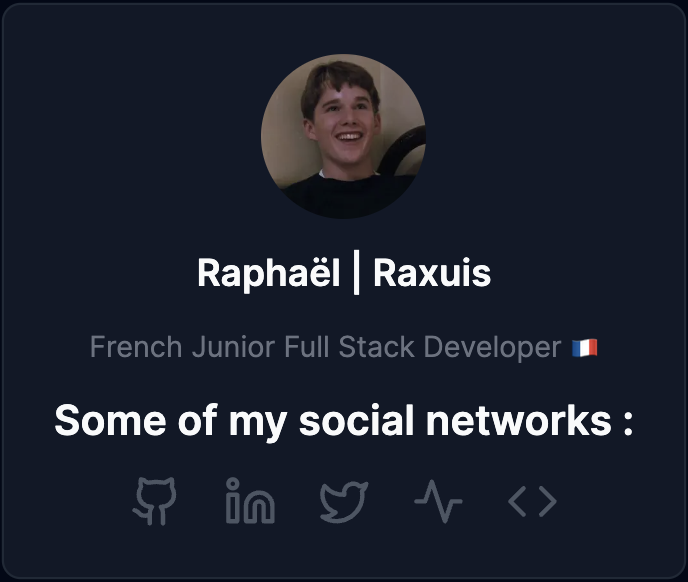 Raphaël | Raxuis
French Junior Full Stack Developer 🇫🇷
Some of my social networks :